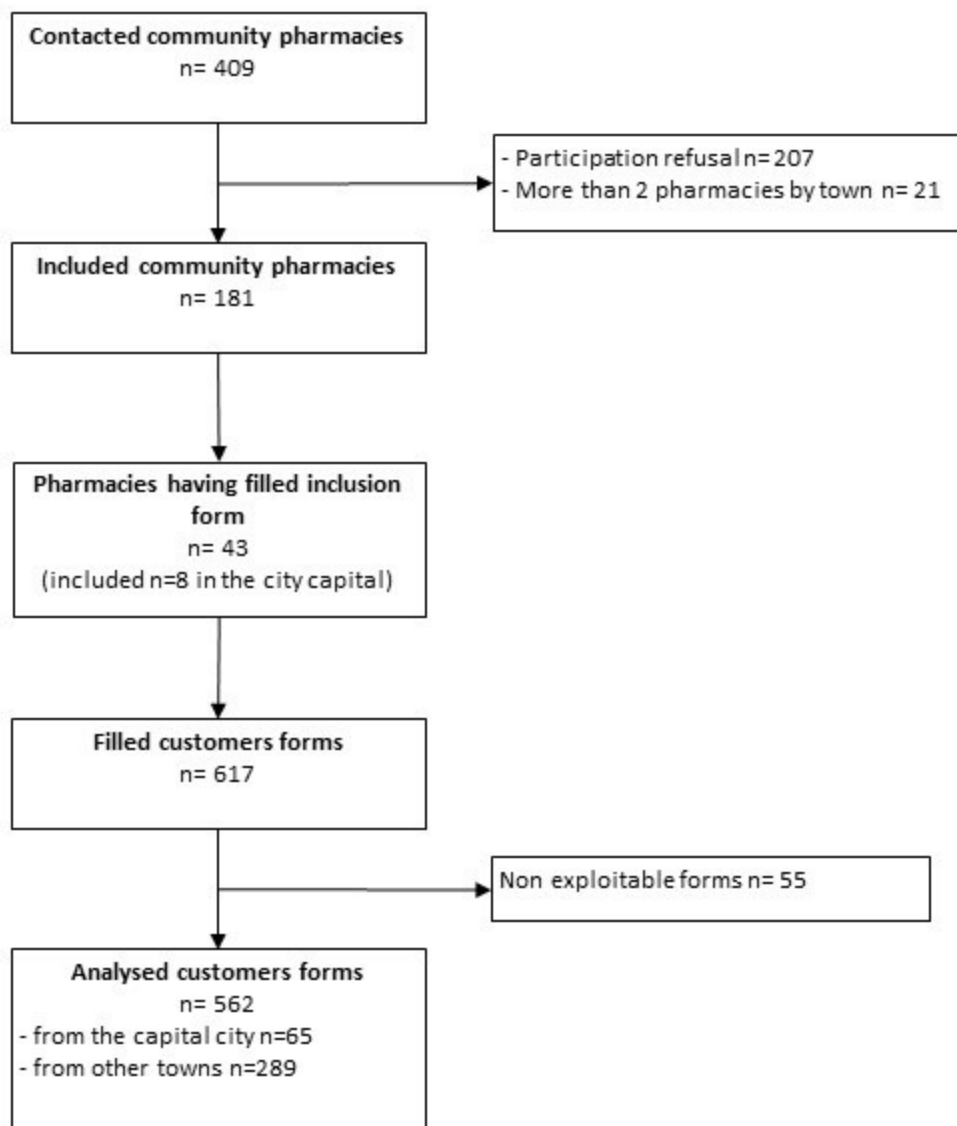 Contacted community pharmacies
n= 409
- Participation refusal n= 207
- More than 2 pharmacies by town n= 21
Included community pharmacies
n= 181
Pharmacies having filled inclusion
form
n= 43
(included n=8 in the city capital)
Filled customers forms
n= 617
Non exploitable forms n= 55
Analysed customers forms
n= 562
- from the capital city n=65
- from other towns n=289